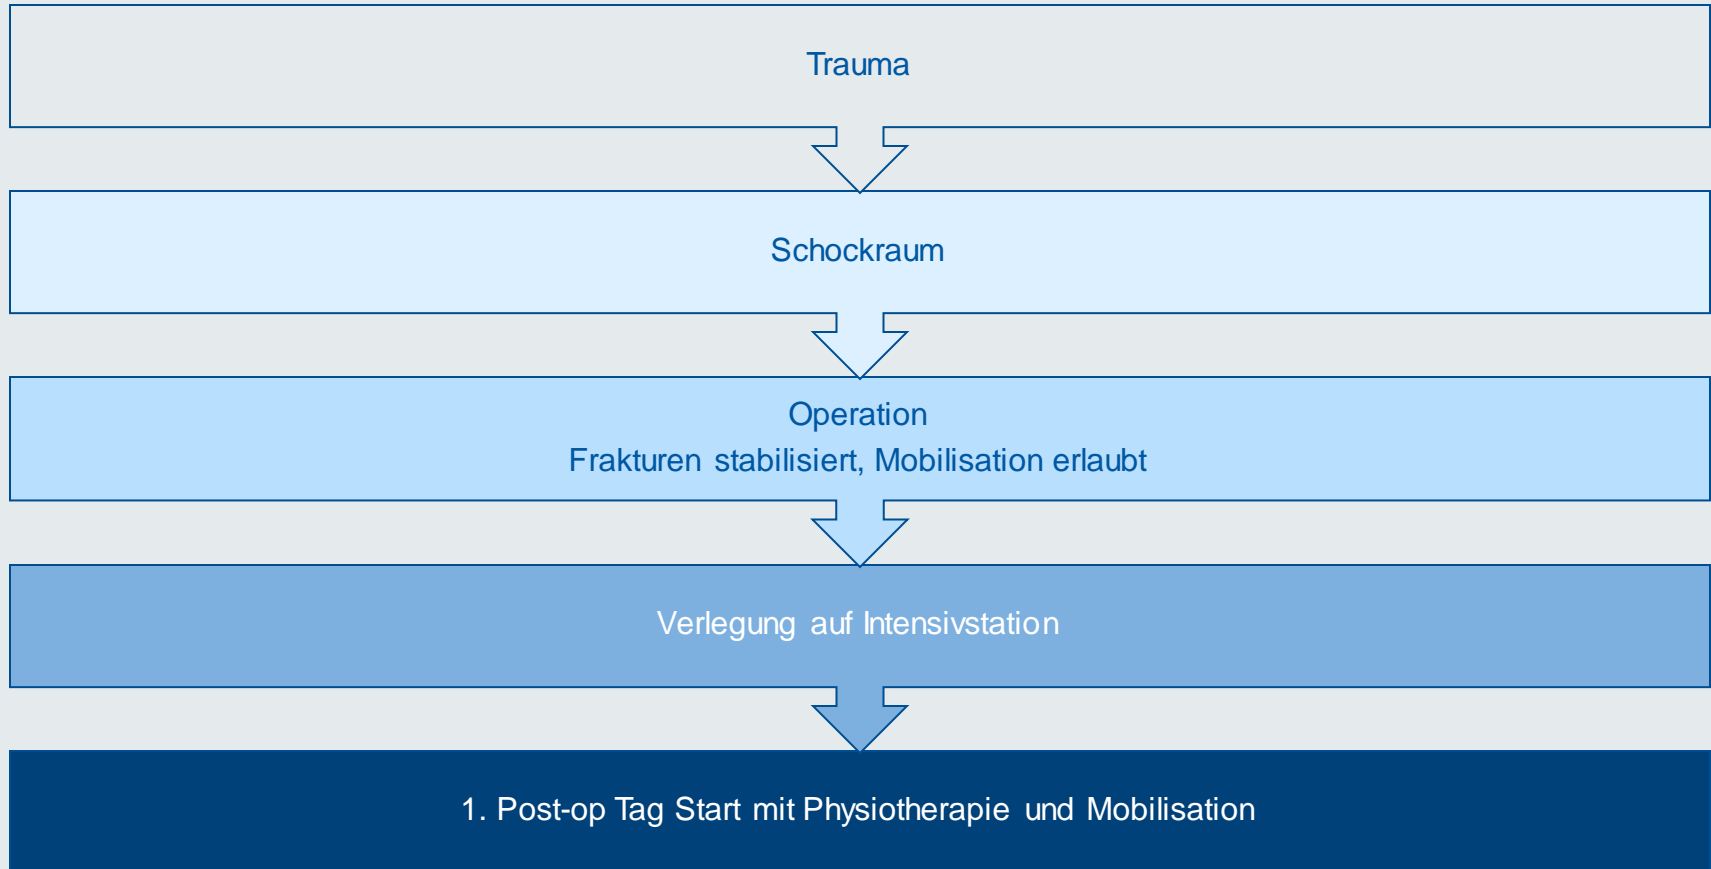 Trauma
Schockraum
Operation
Frakturen stabilisiert, Mobilisation erlaubt
Verlegung auf Intensivstation
1. Post-op Tag Start mit Physiotherapie und Mobilisation